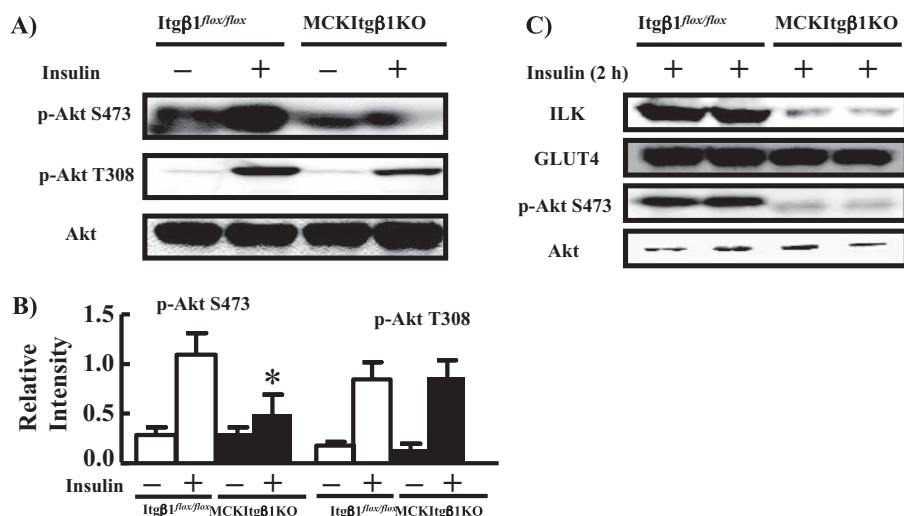 A)
Itgβ1flox/flox MCKItgβ1KO
Insulin − + − +
p-Akt S473
p-Akt T308
Akt
B)
p-Akt S473
p-Akt T308
Relative
Intensity
1.5
1.0
0.5
0.0
*
Insulin − + − + − + − +
Itgβ1flox/flox MCKItgβ1KO Itgβ1flox/flox MCKItgβ1KO
C)
Itgβ1flox/flox MCKItgβ1KO
Insulin (2 h) + + + +
ILK
GLUT4
p-Akt S473
Akt